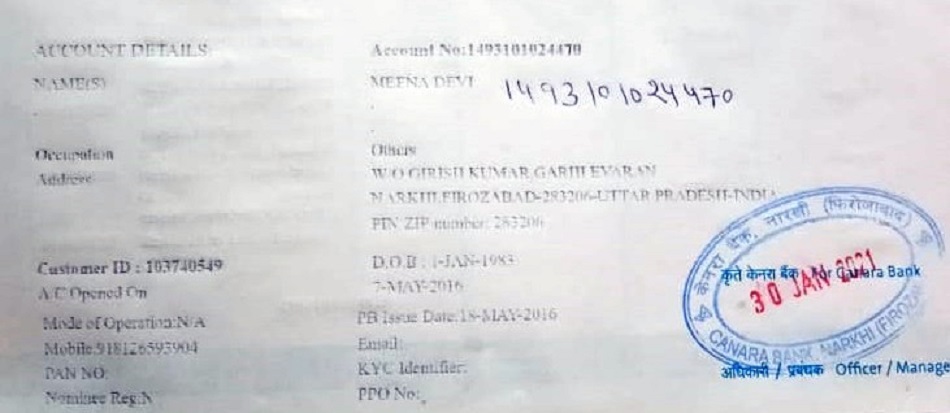 ACCOUNT DETAILS Account No:1493101024470
NAME(S) MEENA DEVI 1493101024470
Occupation Others
Address W/O GIRISH KUMAR GARHI EVARAN
NARKHI,FIROZABAD-283206-UTTAR PRADESH-INDIA
PIN ZIP number: 283206
Customer ID : 103740549 D.O.B : 1-JAN-1983
A/C Opened On 7-MAY-2016
Mode of Operation:N/A PB Issue Date:18-MAY-2016
Mobile:918126593904 Email:
PAN NO: KYC Identifier:
Nominee Reg:N PPO No:
केनरा बैंक, नारखी (फिरोजाबाद)
कृते केनरा बैंक / for Canara Bank
30 JAN 2021
CANARA BANK, NARKHI (FIROZA
अधिकारी / प्रबंधक Officer / Manage